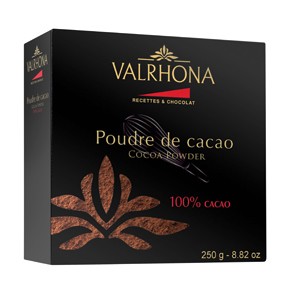 VALRHONA
RECETTES & CHOCOLAT
Poudre de cacao
COCOA POWDER
100% CACAO
250 g - 8.82 oz